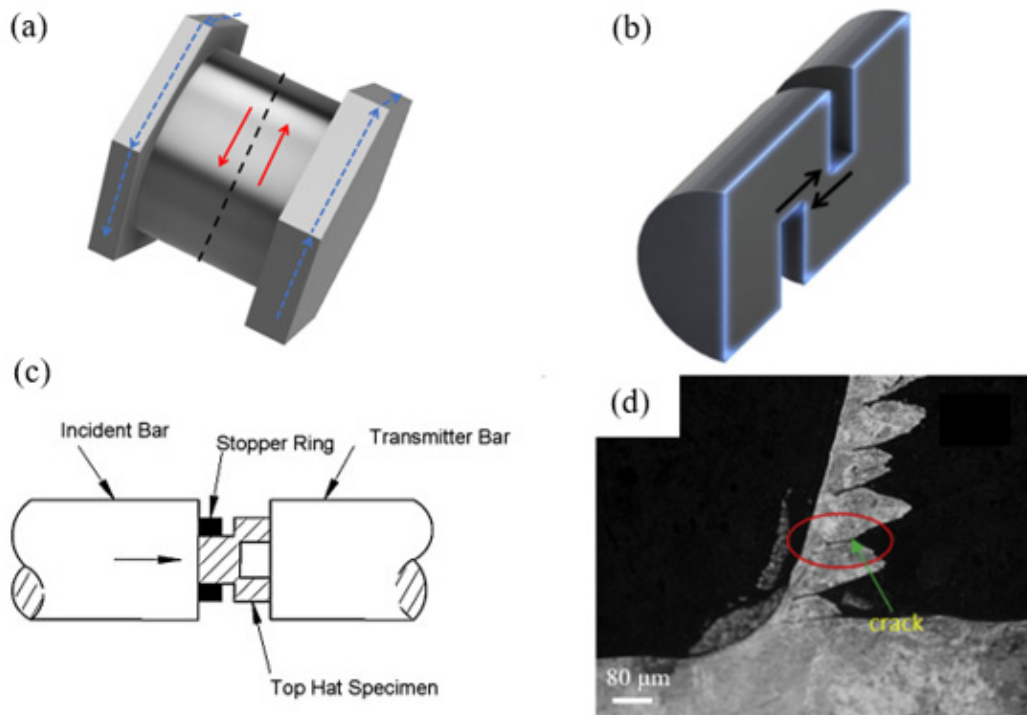 (a)
(b)
(c)
Incident Bar
Stopper Ring
Transmitter Bar
Top Hat Specimen
(d)
crack
80 µm